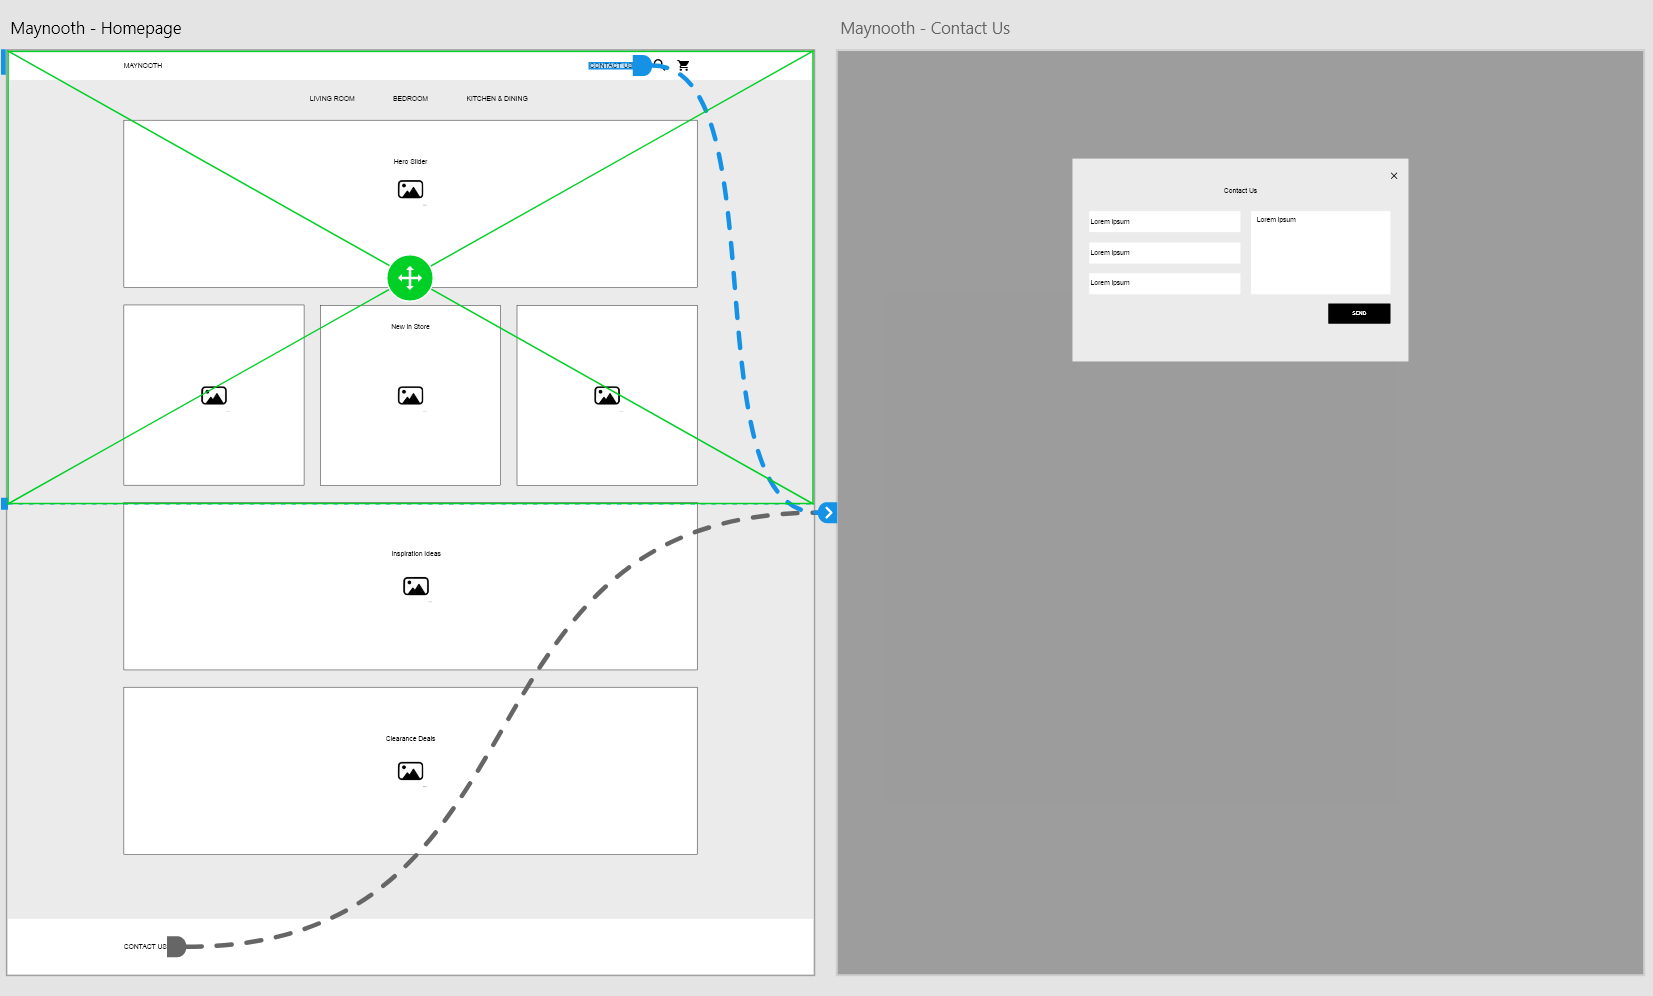 Maynooth - Homepage
Maynooth - Contact Us
MAYNOOTH
CONTACT US
LIVING ROOM
BEDROOM
KITCHEN & DINING
Hero Slider
New In Store
Inspiration Ideas
Clearance Deals
CONTACT US
Contact Us
Lorem Ipsum
Lorem Ipsum
Lorem Ipsum
Lorem Ipsum
SEND